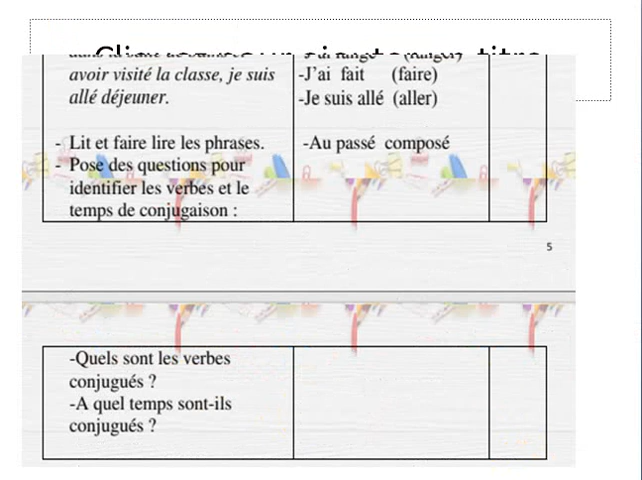 avoir visité la classe, je suis
allé déjeuner.
- Lit et faire lire les phrases.
- Pose des questions pour
identifier les verbes et le
temps de conjugaison :
-J'ai fait (faire)
-Je suis allé (aller)
-Au passé composé
5
-Quels sont les verbes
conjugués ?
-A quel temps sont-ils
conjugués ?